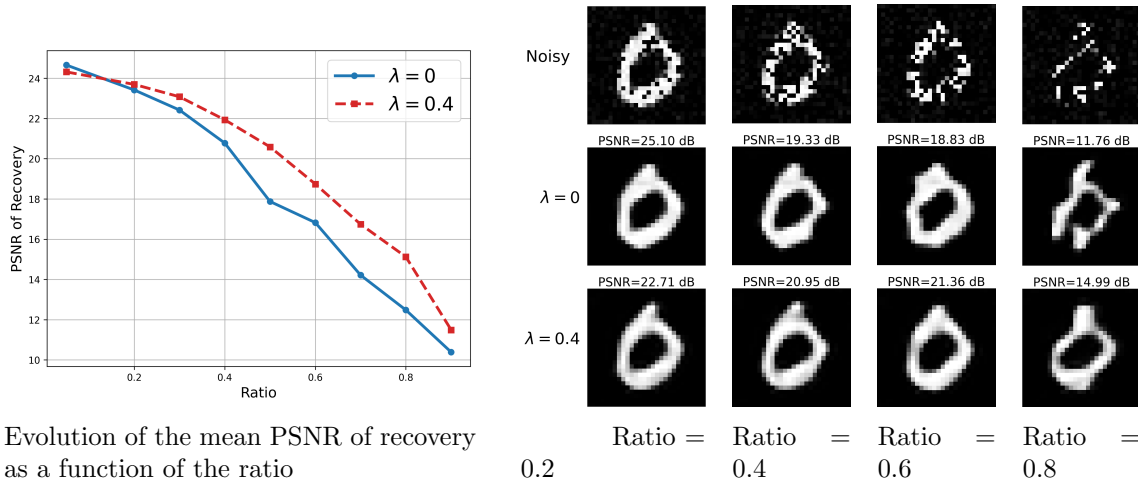 24
22
20
18
16
14
12
10
PSNR of Recovery
0.2
0.4
0.6
0.8
Ratio
λ = 0
λ = 0.4
Evolution of the mean PSNR of recovery
as a function of the ratio
Noisy
PSNR=25.10 dB
PSNR=19.33 dB
PSNR=18.83 dB
PSNR=11.76 dB
λ = 0
PSNR=22.71 dB
PSNR=20.95 dB
PSNR=21.36 dB
PSNR=14.99 dB
λ = 0.4
Ratio =
0.2
Ratio =
0.4
Ratio =
0.6
Ratio =
0.8